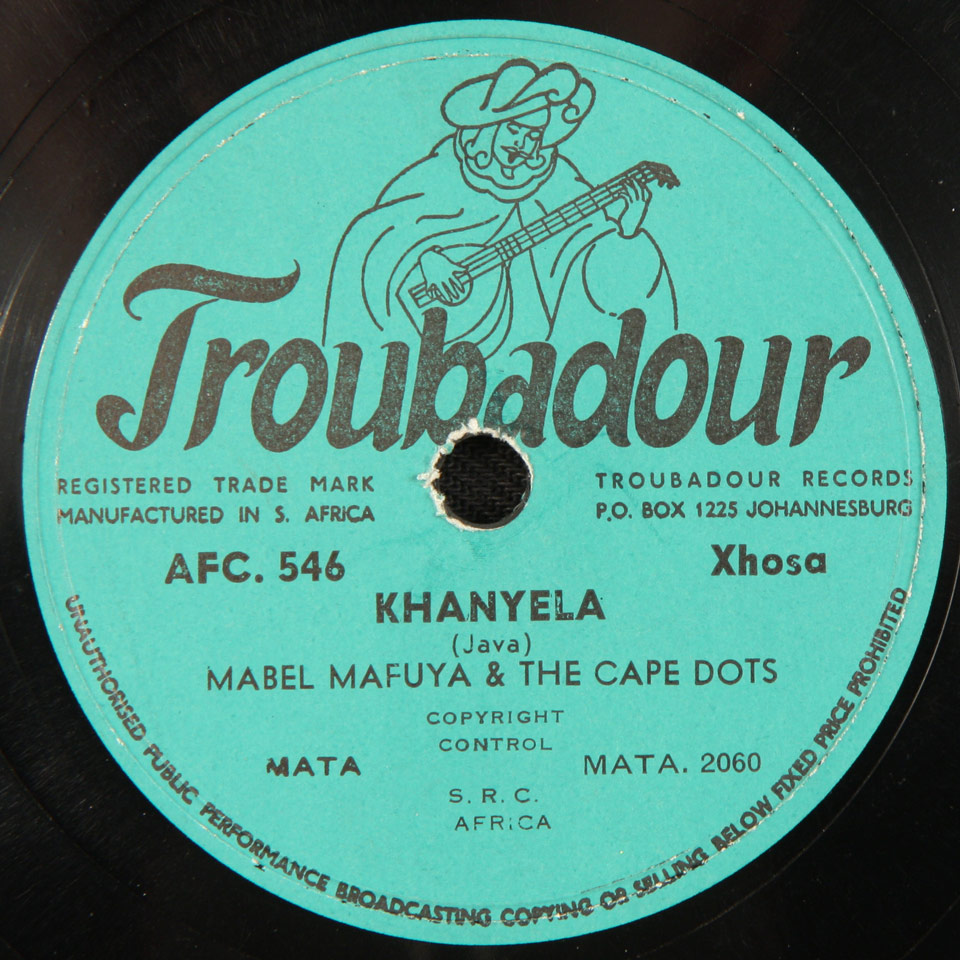 Troubadour
REGISTERED TRADE MARK
MANUFACTURED IN S. AFRICA
TROUBADOUR RECORDS
P.O. BOX 1225 JOHANNESBURG
AFC. 546
Xhosa
KHANYELA
(Java)
MABEL MAFUYA & THE CAPE DOTS
COPYRIGHT
CONTROL
MATA
MATA. 2060
S. R. C.
AFRICA
UNAUTHORISED PUBLIC PERFORMANCE BROADCASTING COPYING OR SELLING BELOW FIXED PRICE PROHIBITED